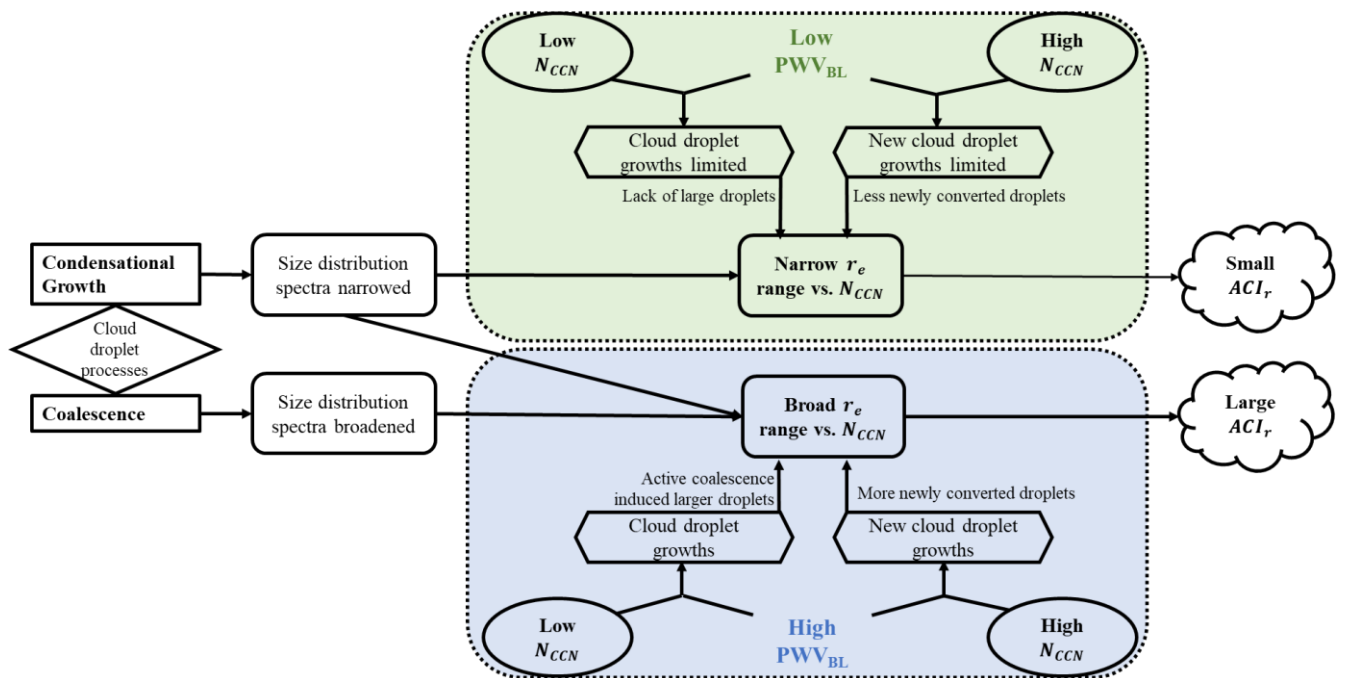 Low
N_CCN
Low
PWV_BL
High
N_CCN
Cloud droplet
growths limited
New cloud droplet
growths limited
Lack of large droplets
Less newly converted droplets
Condensational
Growth
Size distribution
spectra narrowed
Narrow r_e
range vs. N_CCN
Small
ACI_r
Cloud
droplet
processes
Coalescence
Size distribution
spectra broadened
Broad r_e
range vs. N_CCN
Large
ACI_r
Active coalescence
induced larger droplets
More newly converted droplets
Cloud droplet
growths
New cloud droplet
growths
Low
N_CCN
High
PWV_BL
High
N_CCN